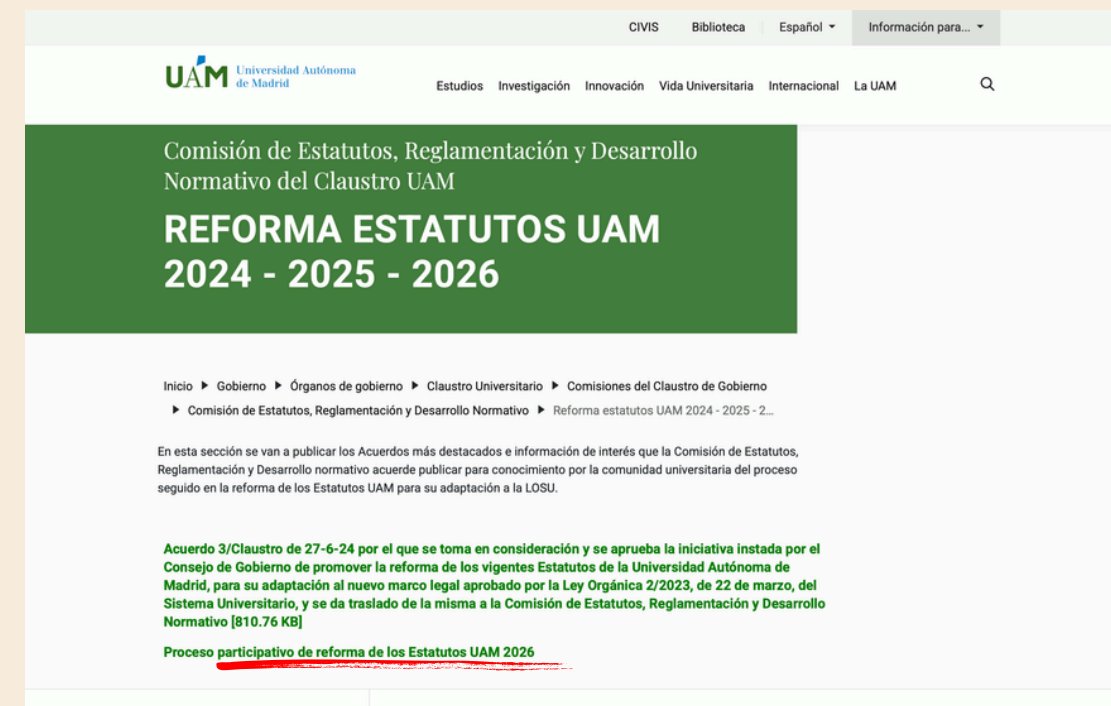 CIVIS Biblioteca Español Información para...
UAM Universidad Autónoma
de Madrid
Estudios Investigación Innovación Vida Universitaria Internacional La UAM
Comisión de Estatutos, Reglamentación y Desarrollo
Normativo del Claustro UAM
REFORMA ESTATUTOS UAM
2024 - 2025 - 2026
Inicio ▶ Gobierno ▶ Órganos de gobierno ▶ Claustro Universitario ▶ Comisiones del Claustro de Gobierno
▶ Comisión de Estatutos, Reglamentación y Desarrollo Normativo ▶ Reforma estatutos UAM 2024 - 2025 - 2...
En esta sección se van a publicar los Acuerdos más destacados e información de interés que la Comisión de Estatutos,
Reglamentación y Desarrollo normativo acuerde publicar para conocimiento por la comunidad universitaria del proceso
seguido en la reforma de los Estatutos UAM para su adaptación a la LOSU.
Acuerdo 3/Claustro de 27-6-24 por el que se toma en consideración y se aprueba la iniciativa instada por el
Consejo de Gobierno de promover la reforma de los vigentes Estatutos de la Universidad Autónoma de
Madrid, para su adaptación al nuevo marco legal aprobado por la Ley Orgánica 2/2023, de 22 de marzo, del
Sistema Universitario, y se da traslado de la misma a la Comisión de Estatutos, Reglamentación y Desarrollo
Normativo [810.76 KB]
Proceso participativo de reforma de los Estatutos UAM 2026